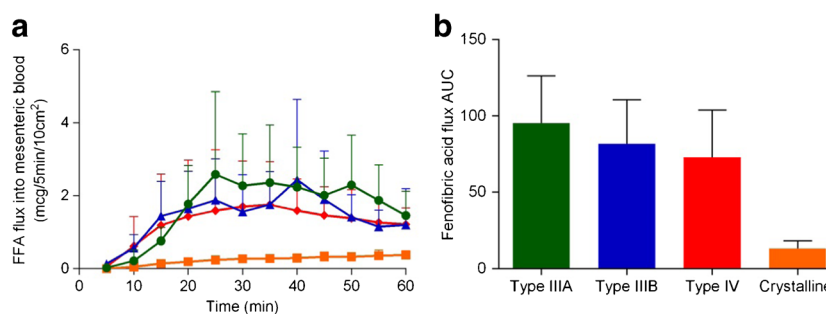 a
FFA flux into mesenteric blood
(mcg/5min/10cm²)
6
4
2
0
0
10
20
30
40
50
60
Time (min)
b
Fenofibric acid flux AUC
150
100
50
0
Type IIIA
Type IIIB
Type IV
Crystalline